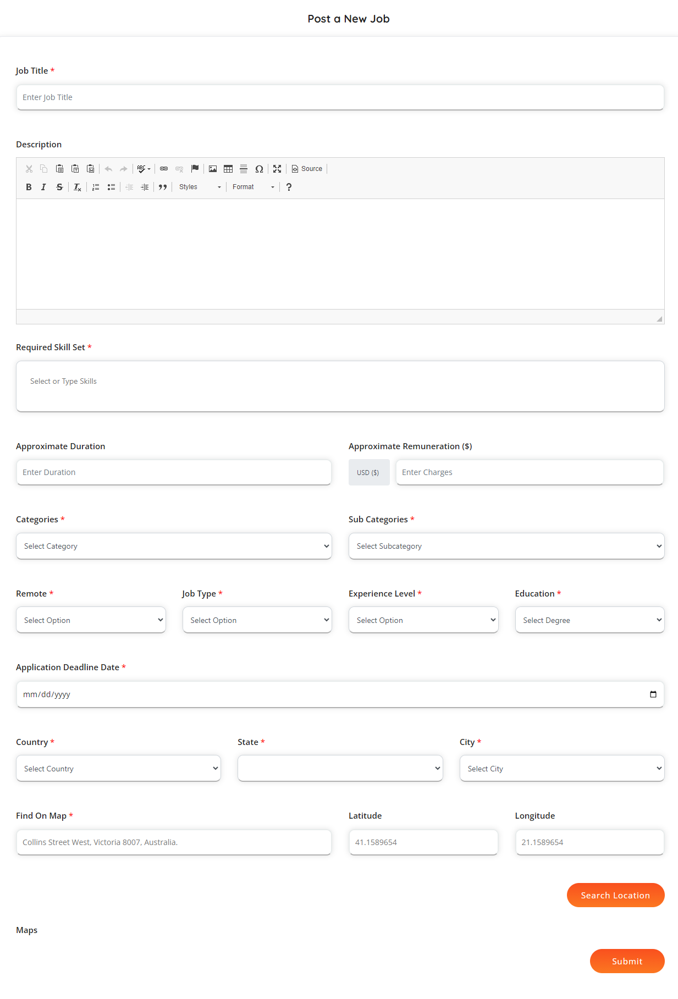 Post a New Job
Job Title *
Enter Job Title
Description
ABC
Source
B I S Tx
Styles Format ?
Required Skill Set *
Select or Type Skills
Approximate Duration Approximate Remuneration ($)
Enter Duration USD ($) Enter Charges
Categories * Sub Categories *
Select Category Select Subcategory
Remote * Job Type * Experience Level * Education *
Select Option Select Option Select Option Select Degree
Application Deadline Date *
mm/dd/yyyy
Country * State * City *
Select Country Select City
Find On Map * Latitude Longitude
Collins Street West, Victoria 8007, Australia. 41.1589654 21.1589654
Search Location
Maps
Submit